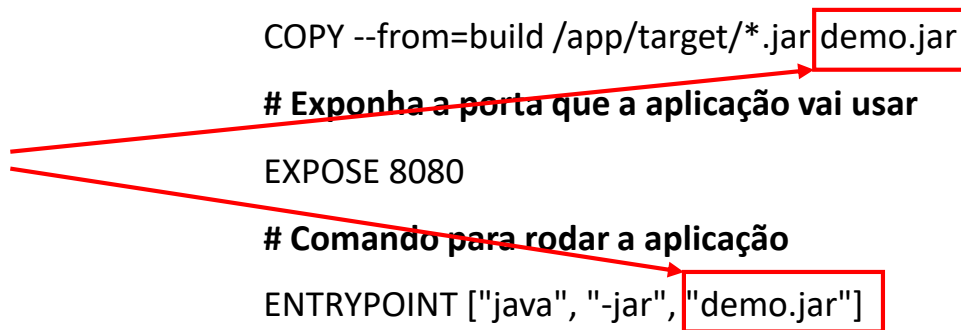 COPY --from=build /app/target/*.jar demo.jar
# Exponha a porta que a aplicação vai usar
EXPOSE 8080
# Comando para rodar a aplicação
ENTRYPOINT ["java", "-jar", "demo.jar"]